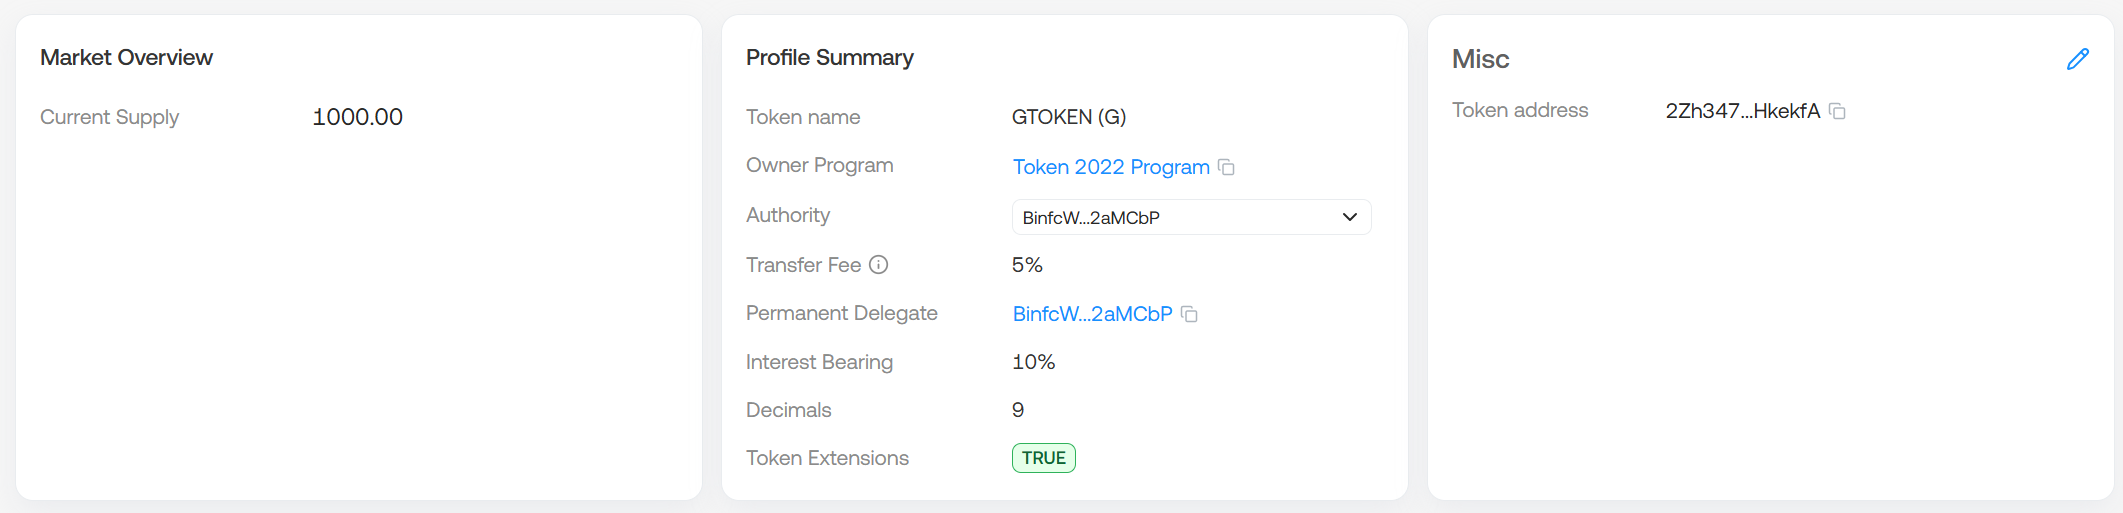 Market Overview
Current Supply 1000.00
Profile Summary
Token name GTOKEN (G)
Owner Program Token 2022 Program
Authority BinfcW...2aMCbP
Transfer Fee 5%
Permanent Delegate BinfcW...2aMCbP
Interest Bearing 10%
Decimals 9
Token Extensions TRUE
Misc
Token address 2Zh347...HkekfA